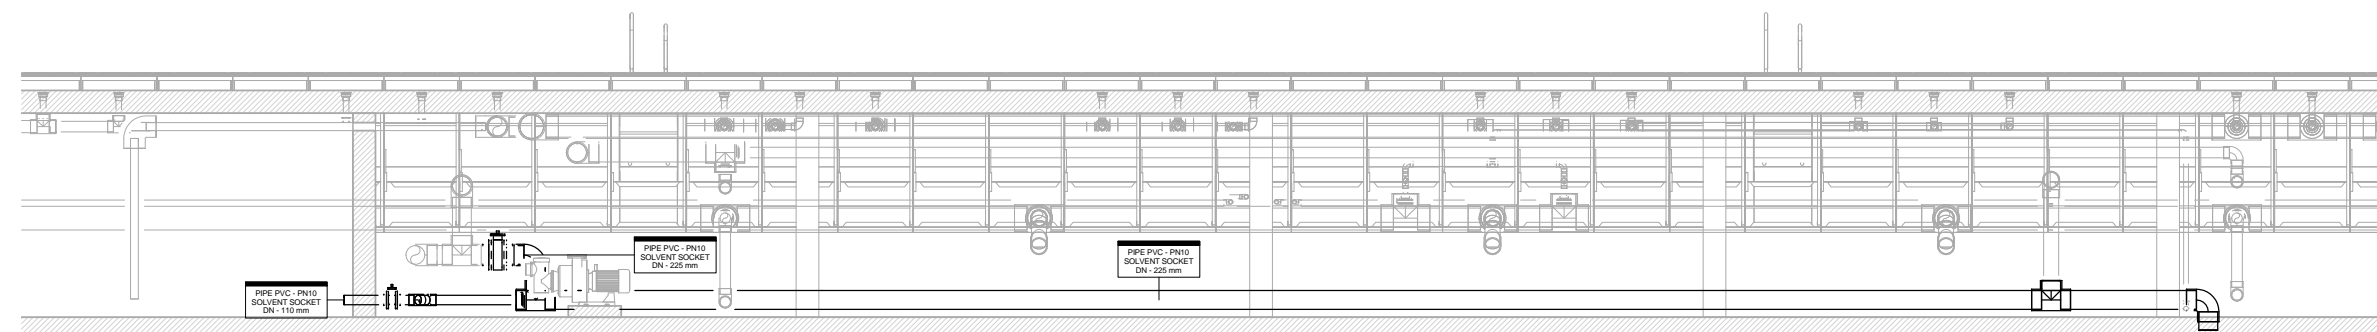 PIPE PVC - PN10
SOLVENT SOCKET
DN - 225 mm
PIPE PVC - PN10
SOLVENT SOCKET
DN - 225 mm
PIPE PVC - PN10
SOLVENT SOCKET
DN - 110 mm